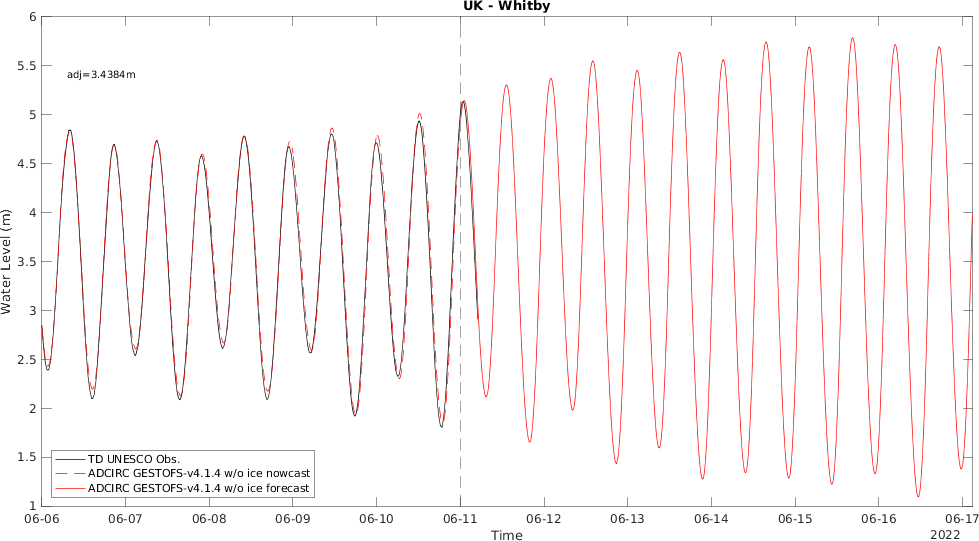 UK - Whitby
6
5.5
5
4.5
4
3.5
3
2.5
2
1.5
1
Water Level (m)
adj=3.4384m
TD UNESCO Obs.
ADCIRC GESTOFS-v4.1.4 w/o ice nowcast
ADCIRC GESTOFS-v4.1.4 w/o ice forecast
06-06 06-07 06-08 06-09 06-10 06-11 06-12 06-13 06-14 06-15 06-16 06-17
Time
2022